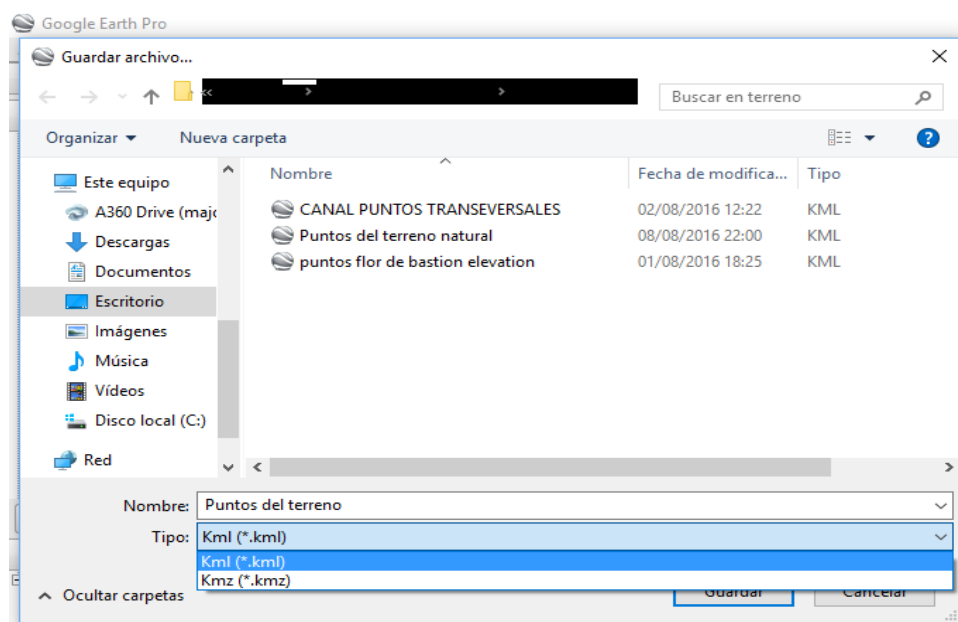 Google Earth Pro
Guardar archivo...
Buscar en terreno
Organizar Nueva carpeta
Nombre Fecha de modifica... Tipo
Este equipo
A360 Drive (majo
Descargas
Documentos
Escritorio
Imágenes
Música
Vídeos
Disco local (C:)
Red
CANAL PUNTOS TRANSEVERSALES 02/08/2016 12:22 KML
Puntos del terreno natural 08/08/2016 22:00 KML
puntos flor de bastion elevation 01/08/2016 18:25 KML
Nombre: Puntos del terreno
Tipo: Kml (*.kml)
Kml (*.kml)
Kmz (*.kmz)
Ocultar carpetas Guardar Cancelar